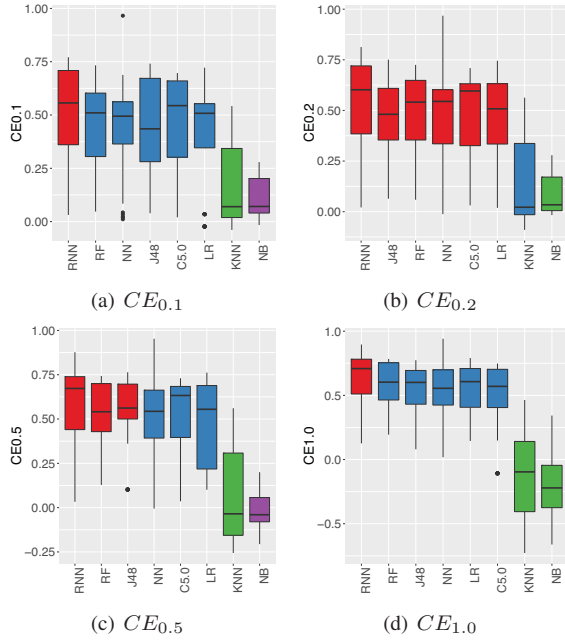 1.00
0.75
0.50
0.25
0.00
CE0.1
RNN
RF
NN
J48
C5.0
LR
KNN
NB
(a) CE0.1
1.00
0.75
0.50
0.25
0.00
CE0.2
RNN
J48
RF
NN
C5.0
LR
KNN
NB
(b) CE0.2
1.00
0.75
0.50
0.25
0.00
−0.25
CE0.5
RNN
RF
J48
NN
C5.0
LR
KNN
NB
(c) CE0.5
1.0
0.5
0.0
−0.5
CE1.0
RNN
RF
J48
NN
LR
C5.0
KNN
NB
(d) CE1.0